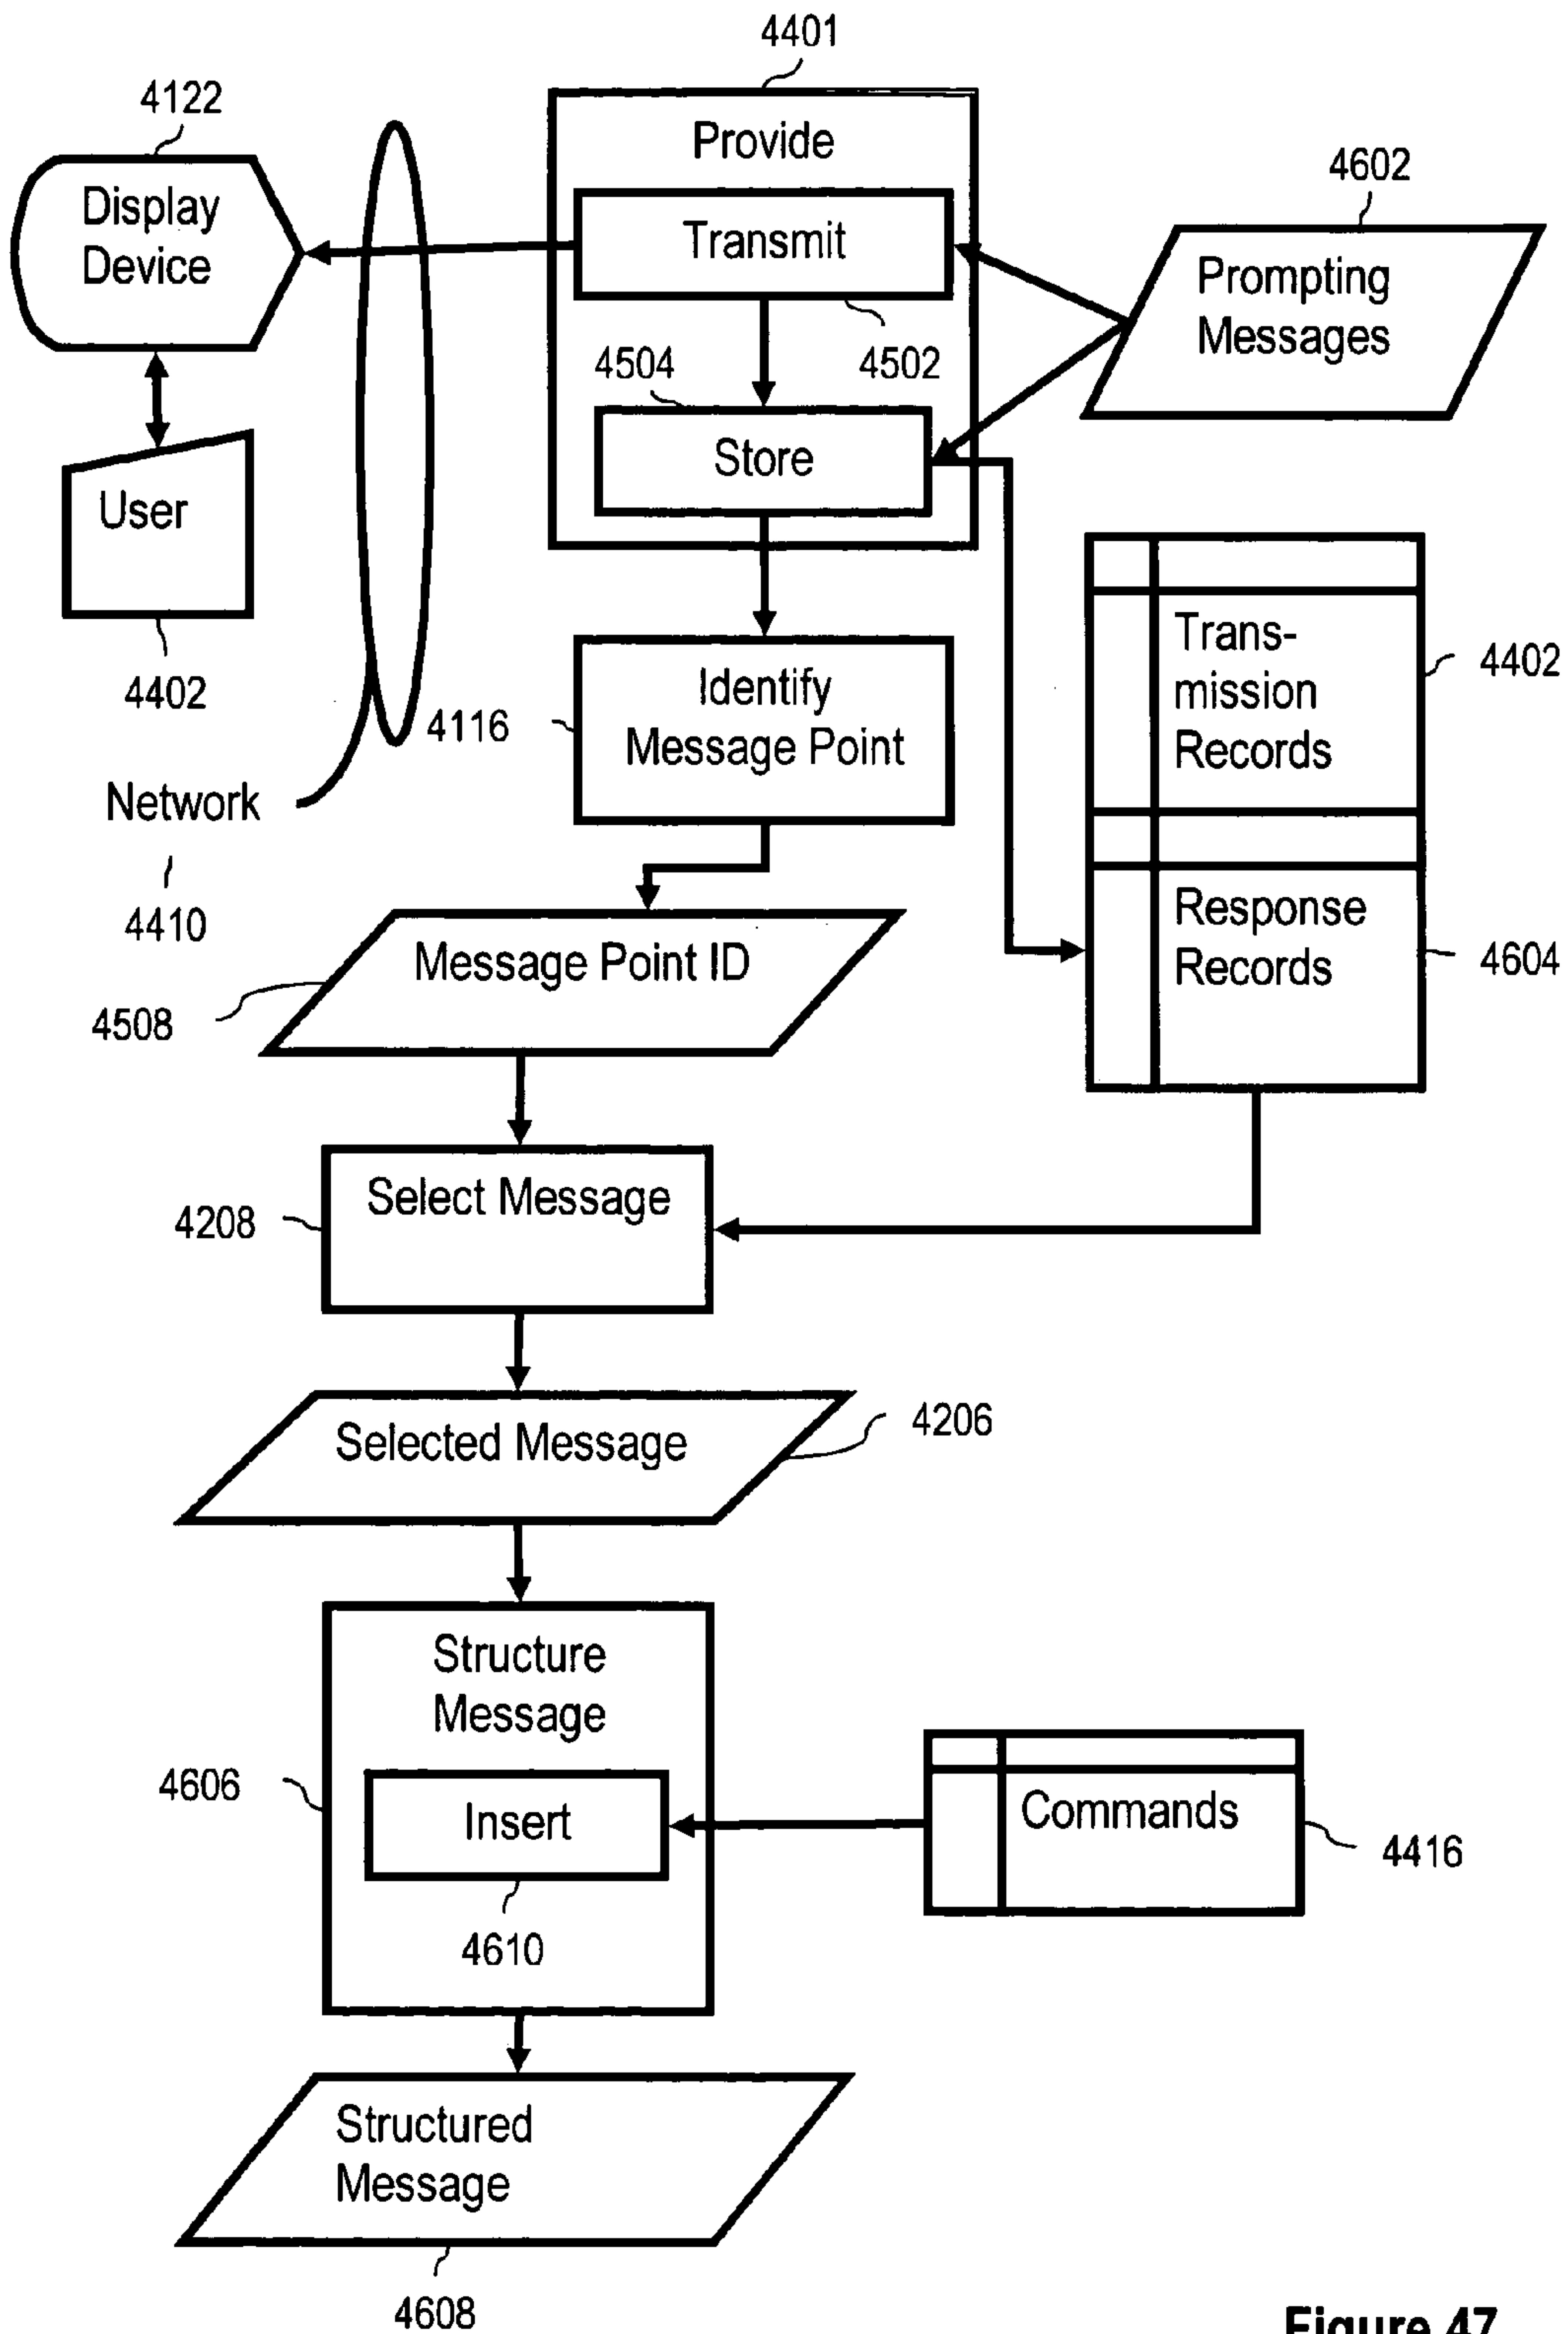 4401
4122
Provide
4602
Display
Device
Transmit
Prompting
Messages
4504
4502
Store
User
Trans-
mission
Records
4402
4402
Identify
Message Point
4116
Network
Response
Records
4604
4410
Message Point ID
4508
Select Message
4208
Selected Message
4206
Structure
Message
4606
Insert
Commands
4416
4610
Structured
Message
4608
Figure 47